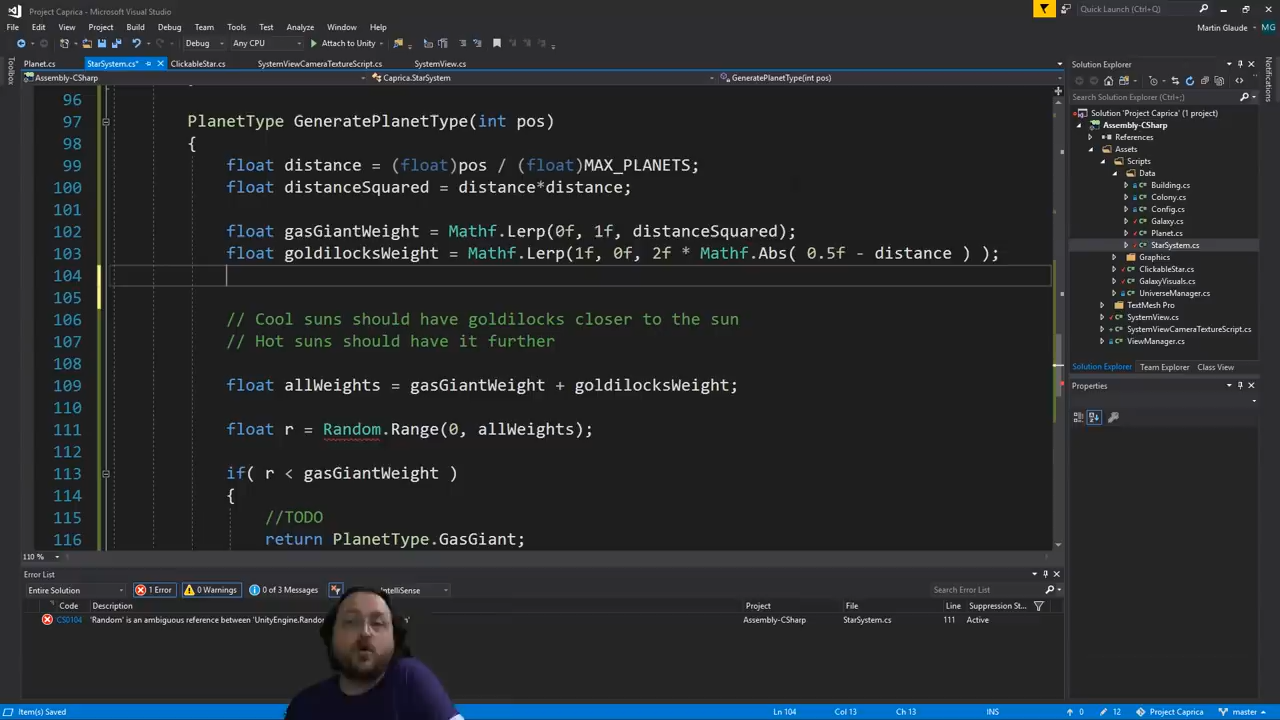 Project Caprica - Microsoft Visual Studio
Quick Launch (Ctrl+Q)
File Edit View Project Build Debug Team Tools Test Analyze Window Help
Martin Glaude MG
Debug Any CPU Attach to Unity
Toolbox
Planet.cs StarSystem.cs* ClickableStar.cs SystemViewCameraTextureScript.cs SystemView.cs
Assembly-CSharp Caprica.StarSystem GeneratePlanetType(int pos)
96
97 PlanetType GeneratePlanetType(int pos)
98 {
99 float distance = (float)pos / (float)MAX_PLANETS;
100 float distanceSquared = distance*distance;
101
102 float gasGiantWeight = Mathf.Lerp(0f, 1f, distanceSquared);
103 float goldilocksWeight = Mathf.Lerp(1f, 0f, 2f * Mathf.Abs( 0.5f - distance ) );
104
105
106 // Cool suns should have goldilocks closer to the sun
107 // Hot suns should have it further
108
109 float allWeights = gasGiantWeight + goldilocksWeight;
110
111 float r = Random.Range(0, allWeights);
112
113 if( r < gasGiantWeight )
114 {
115 //TODO
116 return PlanetType.GasGiant;
110 %
Solution Explorer
Search Solution Explorer (Ctrl+;)
Solution 'Project Caprica' (1 project)
Assembly-CSharp
References
Assets
Scripts
Data
Building.cs
Colony.cs
Config.cs
Galaxy.cs
Planet.cs
StarSystem.cs
Graphics
ClickableStar.cs
GalaxyVisuals.cs
UniverseManager.cs
TextMesh Pro
SystemView.cs
SystemViewCameraTextureScript.cs
ViewManager.cs
Solution Explorer Team Explorer Class View
Properties
Notifications
Error List
Entire Solution 1 Error 0 Warnings 0 of 3 Messages IntelliSense
Search Error List
Code Description Project File Line Suppression St...
CS0104 'Random' is an ambiguous reference between 'UnityEngine.Random Assembly-CSharp StarSystem.cs 111 Active
Item(s) Saved Ln 104 Col 13 Ch 13 INS 0 12 Project Caprica master